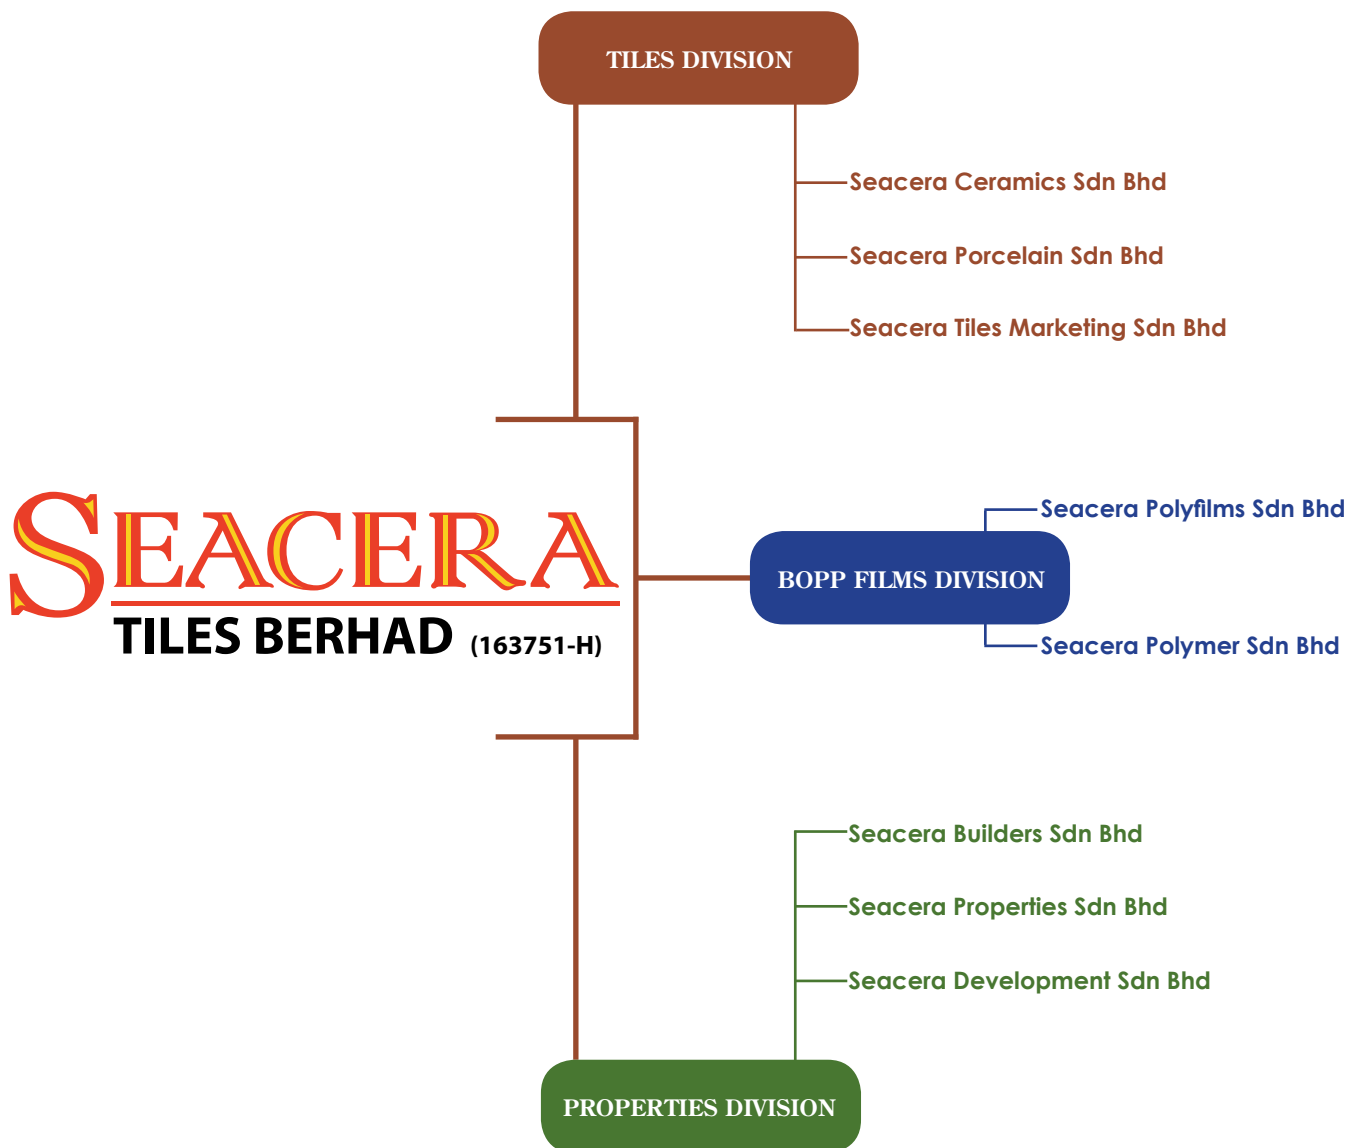 TILES DIVISION
Seacera Ceramics Sdn Bhd
Seacera Porcelain Sdn Bhd
Seacera Tiles Marketing Sdn Bhd
SEACERA
TILES BERHAD (163751-H)
Seacera Polyfilms Sdn Bhd
BOPP FILMS DIVISION
Seacera Polymer Sdn Bhd
Seacera Builders Sdn Bhd
Seacera Properties Sdn Bhd
Seacera Development Sdn Bhd
PROPERTIES DIVISION